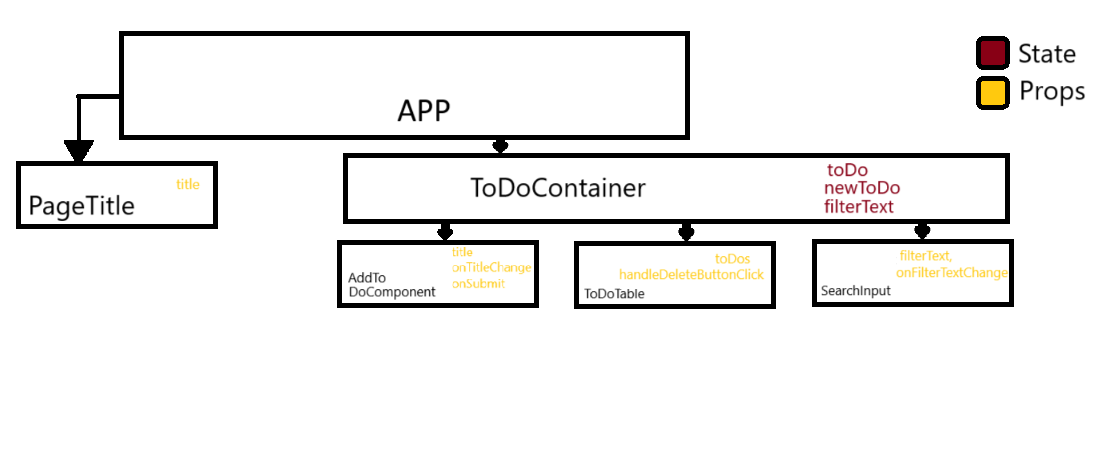 State
Props
APP
title
PageTitle
ToDoContainer
toDo
newToDo
filterText
title
onTitleChange
onSubmit
AddTo
DoComponent
toDos
handleDeleteButtonClick
ToDoTable
filterText,
onFilterTextChange
SearchInput